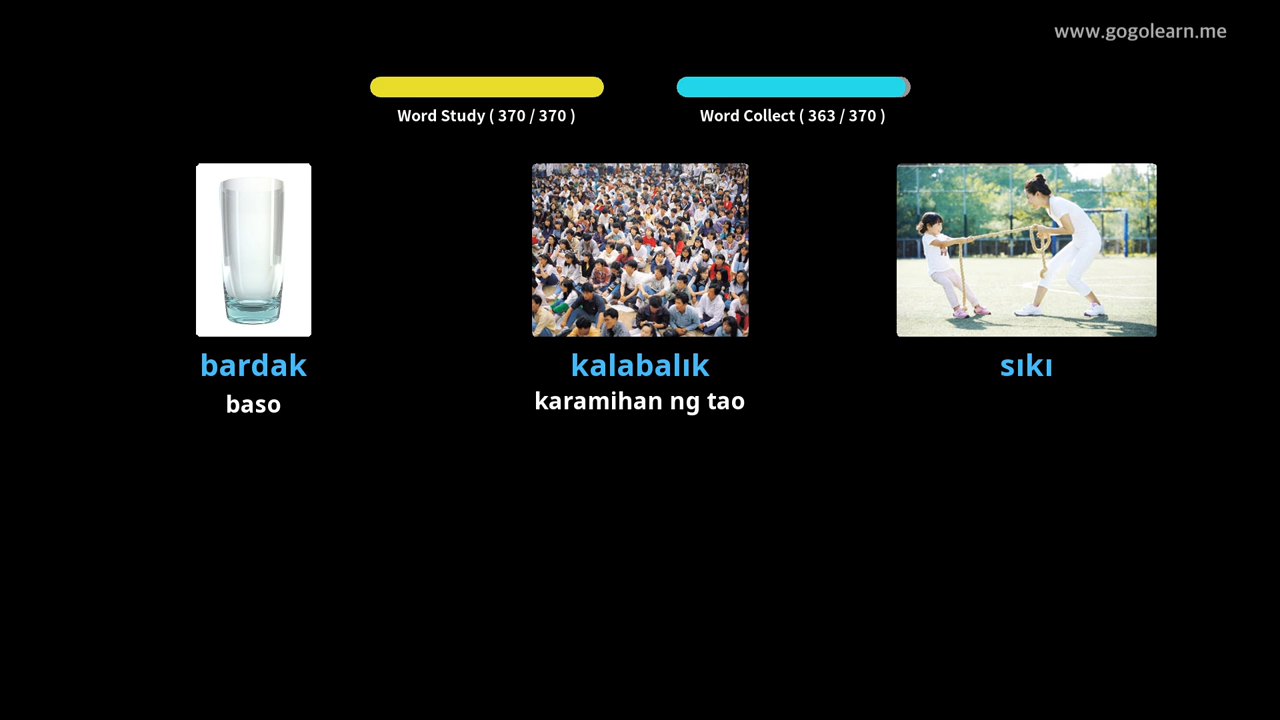 www.gogolearn.me
Word Study ( 370 / 370 )
Word Collect ( 363 / 370 )
bardak
kalabalık
sıkı
baso
karamihan ng tao